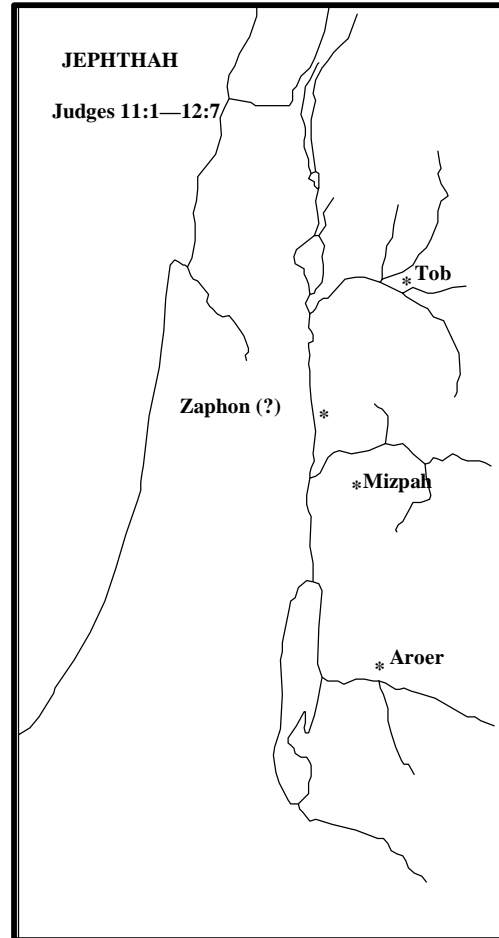 JEPHTHAH
Judges 11:1—12:7
* Tob
Zaphon (?) *
*Mizpah
* Aroer